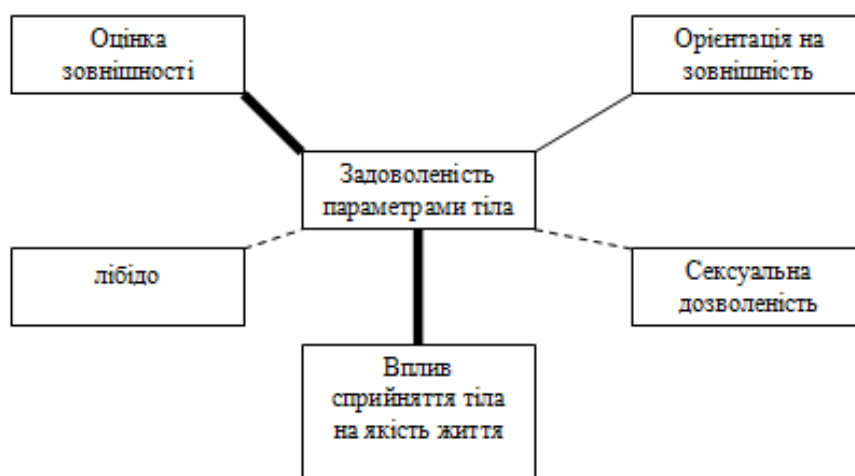 Оцінка
зовнішності
Орієнтація на
зовнішність
Задоволеність
параметрами тіла
лібідо
Сексуальна
дозволеність
Вплив
сприйняття тіла
на якість життя